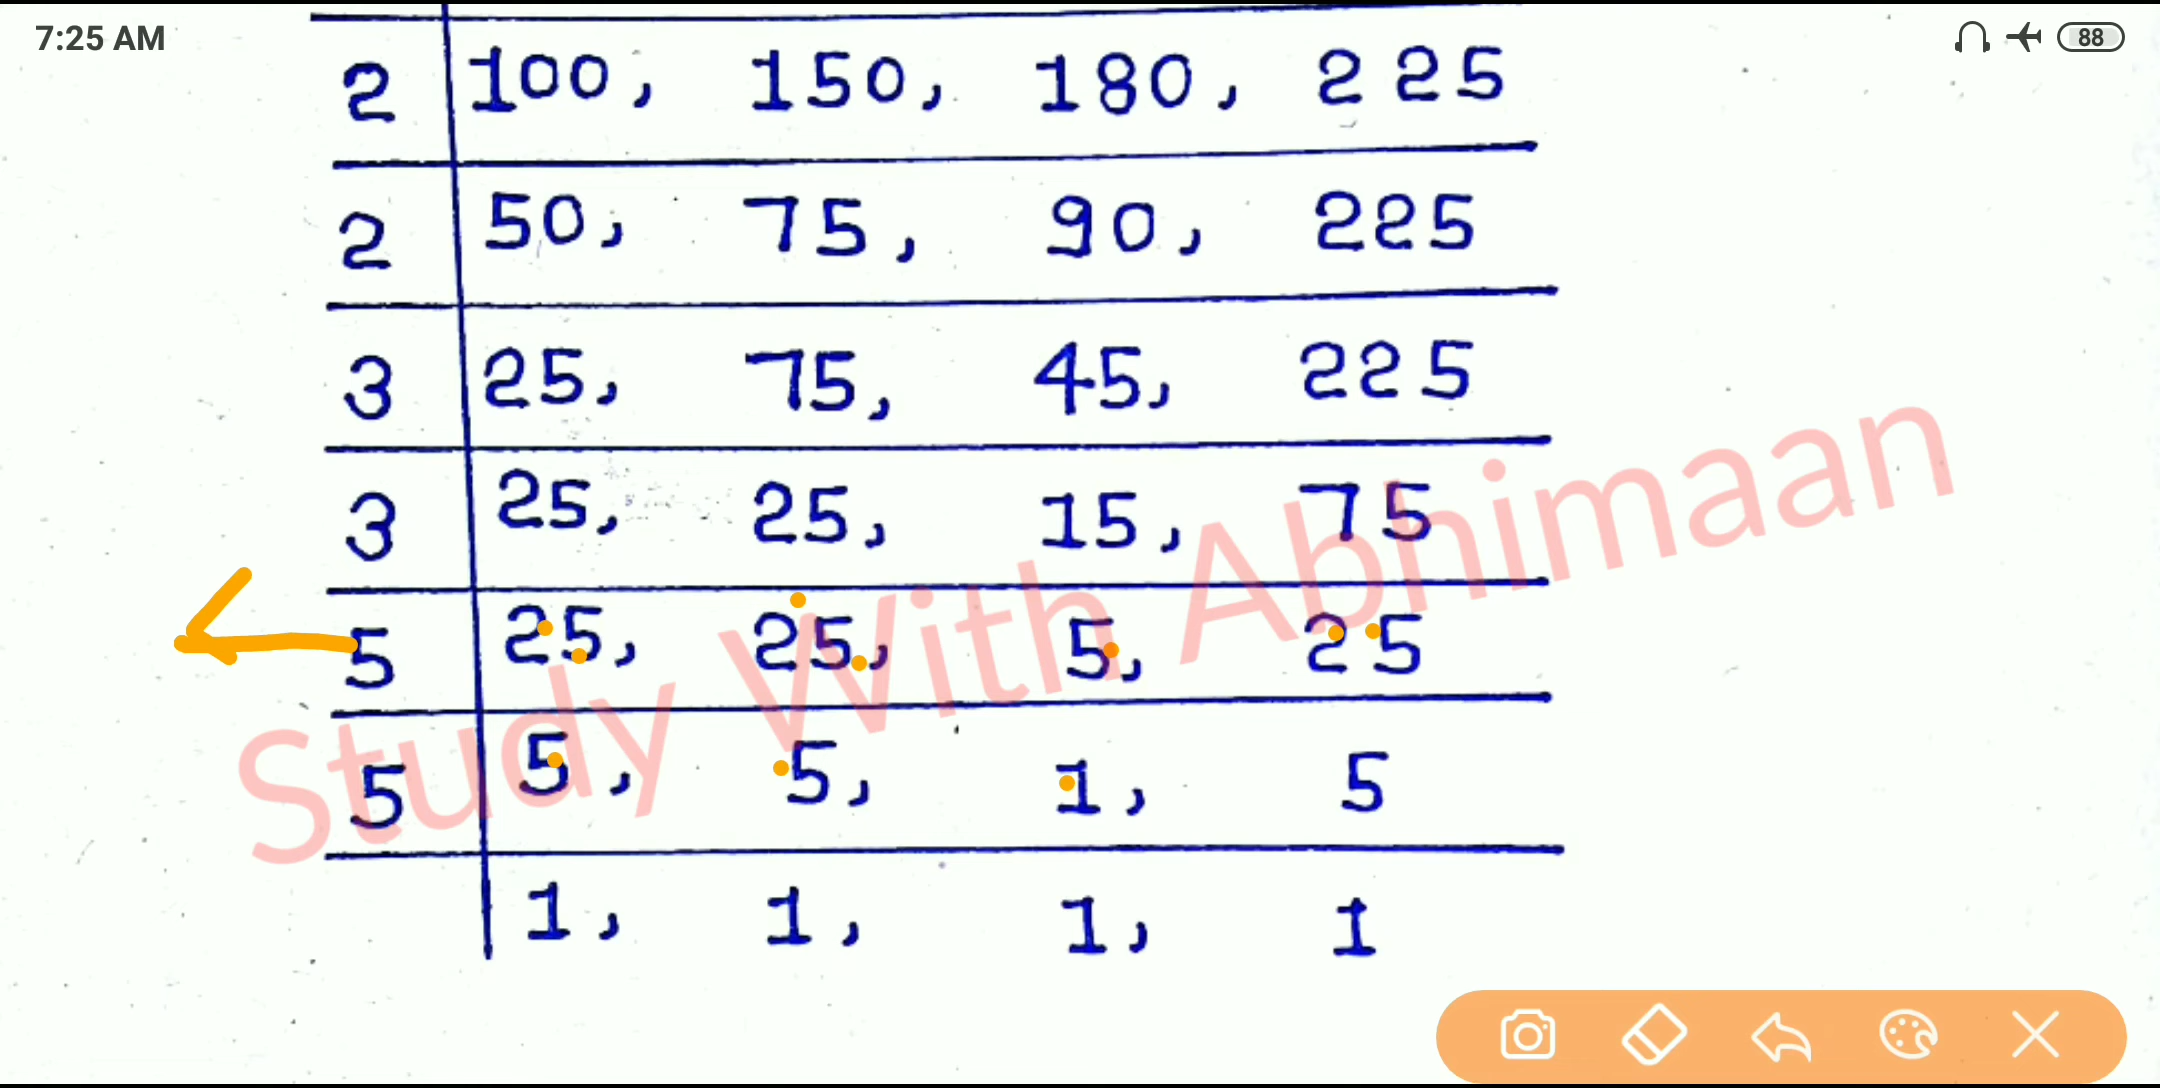 7:25 AM 88
2 100, 150, 180, 225
2 50, 75, 90, 225
3 25, 75, 45, 225
3 25, 25, 15, 75
5 25, 25, 5, 25
5 5, 5, 1, 5
1, 1, 1, 1
Study With Abhimaan